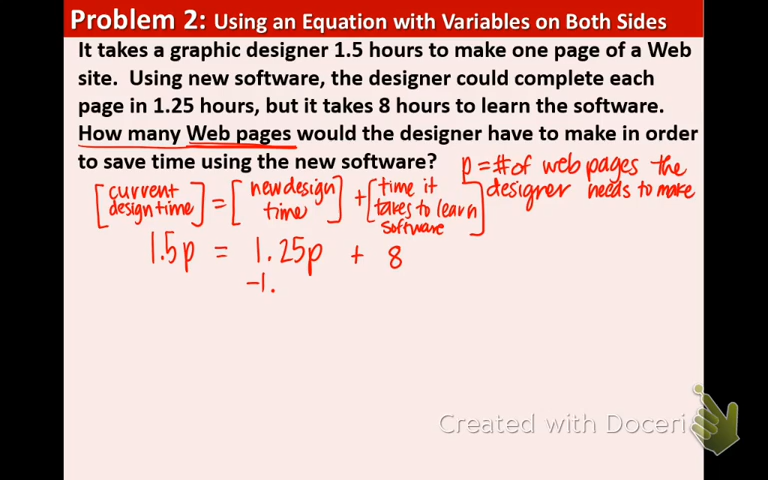 Problem 2: Using an Equation with Variables on Both Sides
It takes a graphic designer 1.5 hours to make one page of a Web
site. Using new software, the designer could complete each
page in 1.25 hours, but it takes 8 hours to learn the software.
How many Web pages would the designer have to make in order
to save time using the new software?
p = # of web pages the
designer needs to make
[current design time] = [new design time] + [time it takes to learn software]
1.5p = 1.25p + 8
-1.
Created with Doceri